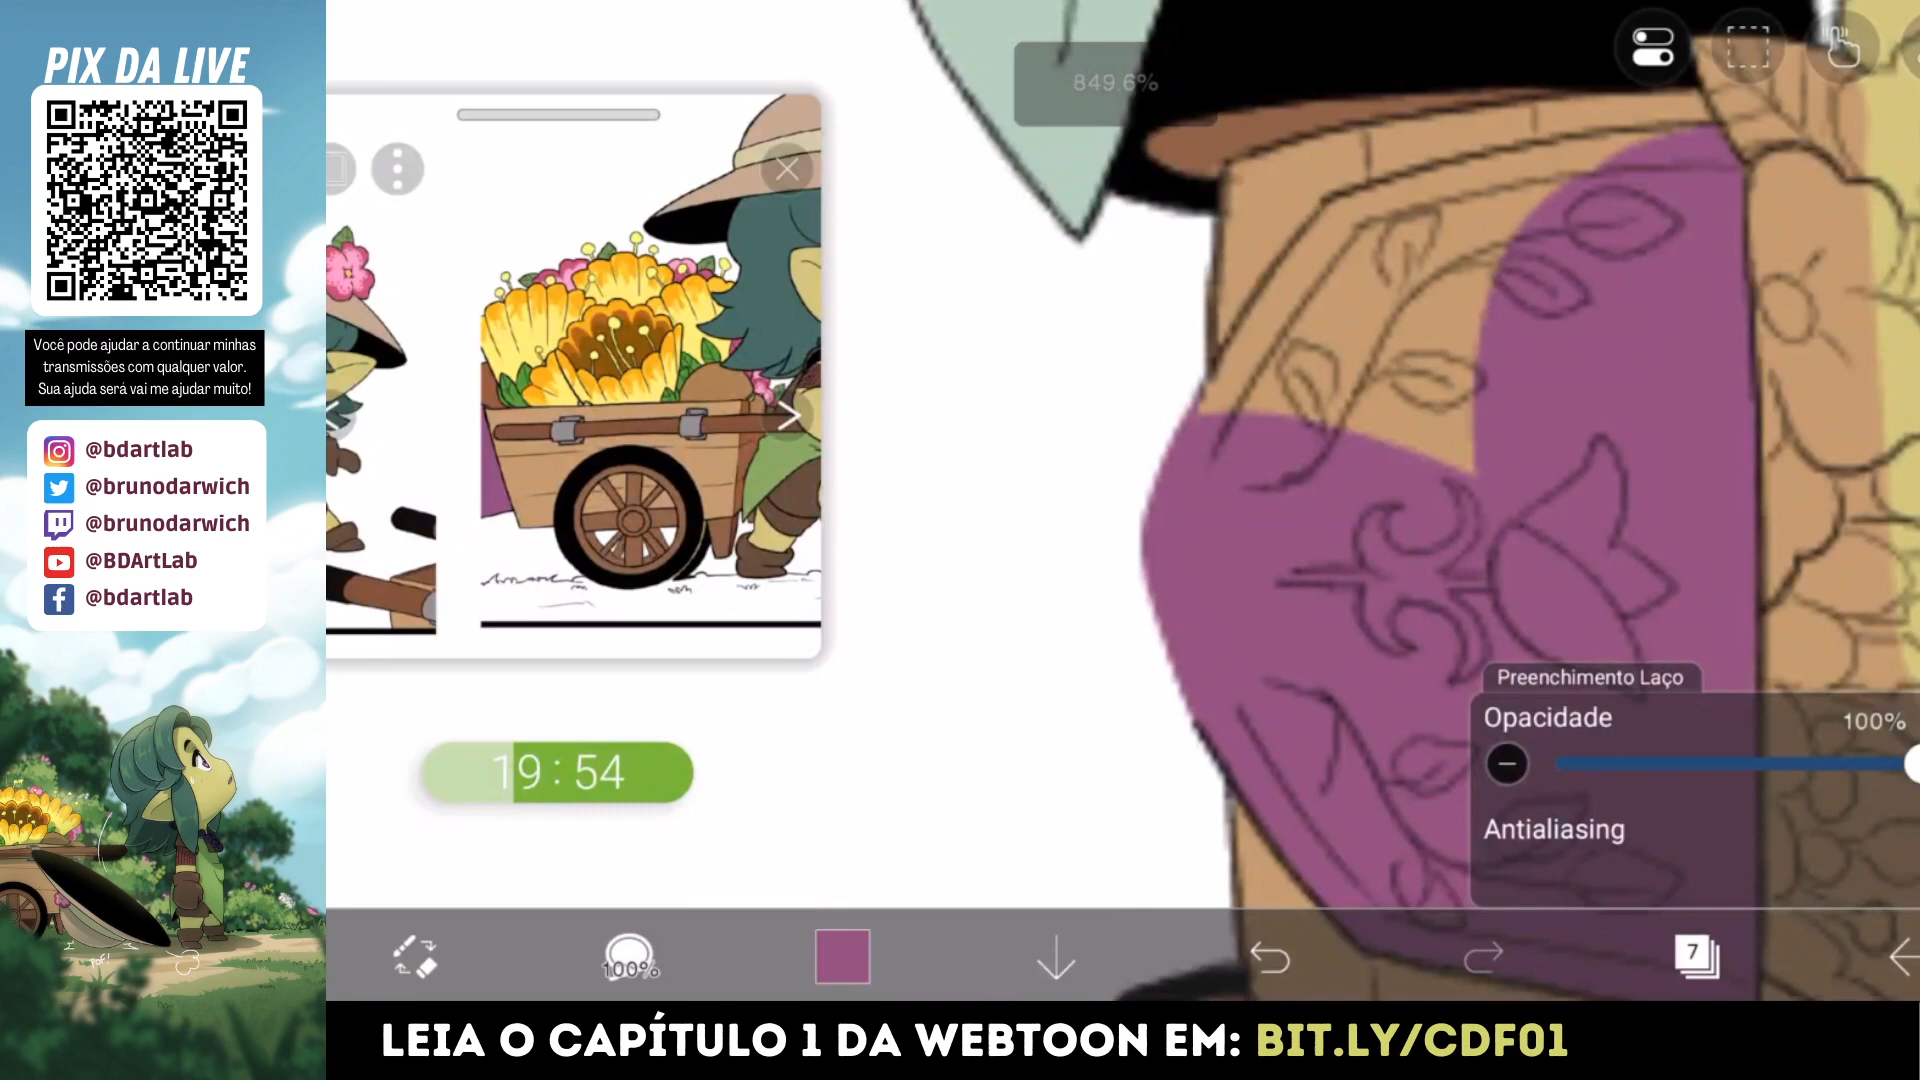 PIX DA LIVE
Você pode ajudar a continuar minhas
transmissões com qualquer valor.
Sua ajuda será vai me ajudar muito!
@bdartlab
@brunodarwich
@brunodarwich
@BDArtLab
@bdartlab
POF!
849.6%
19:54
Preenchimento Laço
Opacidade
100%
Antialiasing
100%
7
LEIA O CAPÍTULO 1 DA WEBTOON EM: BIT.LY/CDF01